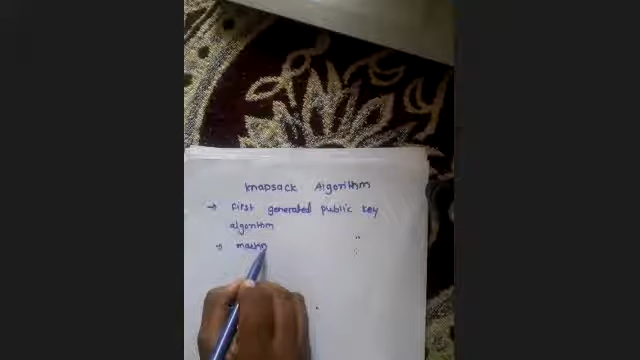 Knapsack Algorithm
→ First generated public key
algorithm
→